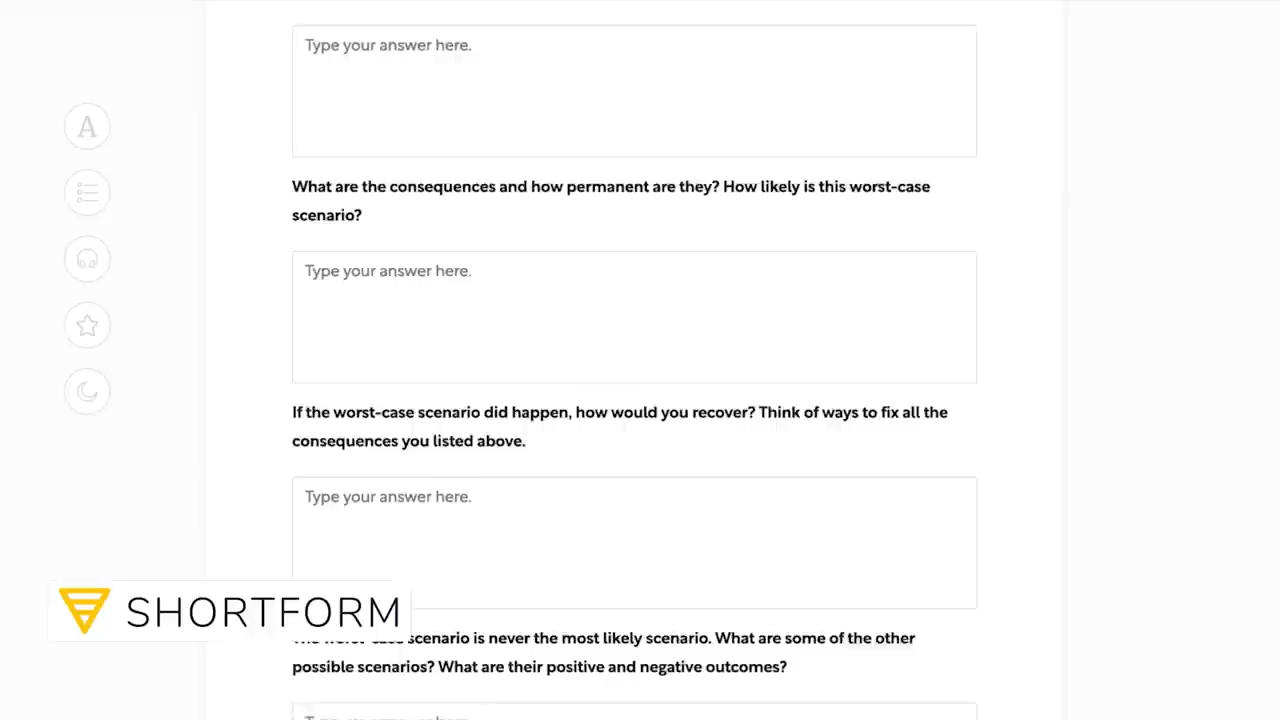 Type your answer here.
A
What are the consequences and how permanent are they? How likely is this worst-case
scenario?
Type your answer here.
If the worst-case scenario did happen, how would you recover? Think of ways to fix all the
consequences you listed above.
Type your answer here.
SHORTFORM
scenario is never the most likely scenario. What are some of the other
possible scenarios? What are their positive and negative outcomes?